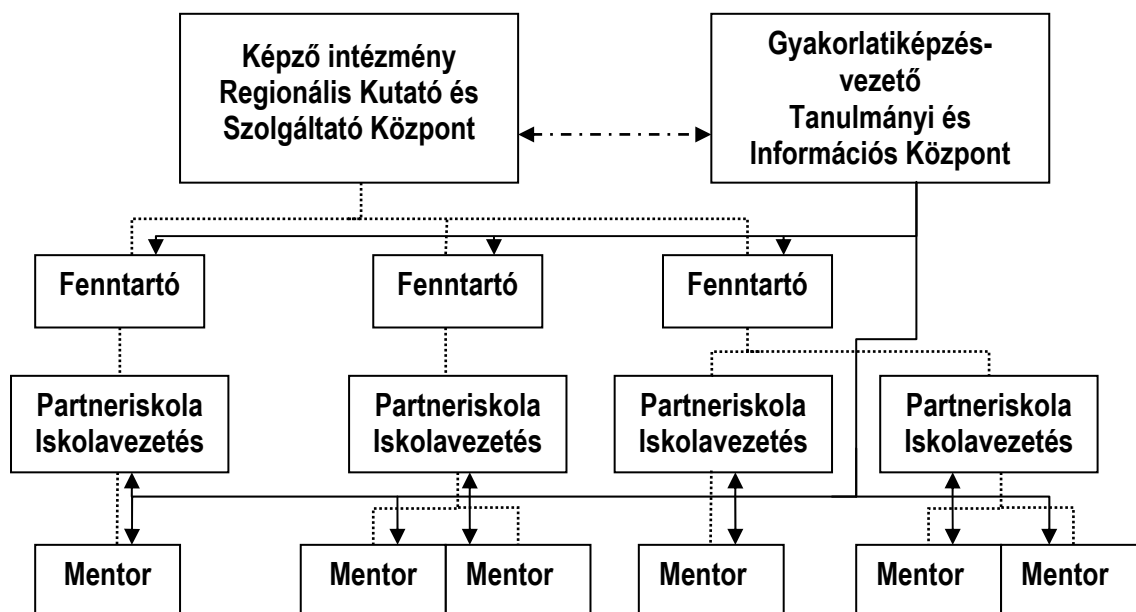 Képző intézmény
Regionális Kutató és
Szolgáltató Központ
Gyakorlatiképzés-
vezető
Tanulmányi és
Információs Központ
Fenntartó
Fenntartó
Fenntartó
Partneriskola
Iskolavezetés
Partneriskola
Iskolavezetés
Partneriskola
Iskolavezetés
Partneriskola
Iskolavezetés
Mentor
Mentor
Mentor
Mentor
Mentor
Mentor